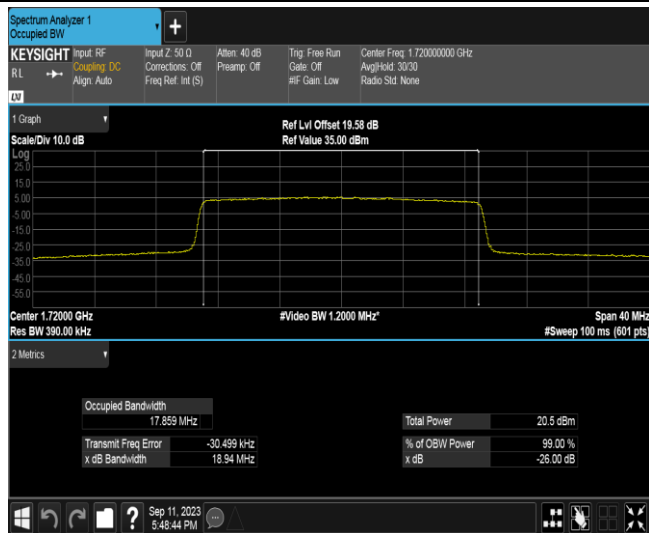 Spectrum Analyzer 1
Occupied BW
+
KEYSIGHT
RL
LXI
Input: RF
Coupling: DC
Align: Auto
Input Z: 50 Ω
Corrections: Off
Freq Ref: Int (S)
Atten: 40 dB
Preamp: Off
Trig: Free Run
Gate: Off
#IF Gain: Low
Center Freq: 1.720000000 GHz
Avg|Hold: 30/30
Radio Std: None
1 Graph
Scale/Div 10.0 dB
Ref Lvl Offset 19.58 dB
Ref Value 35.00 dBm
Log
25.0
15.0
5.00
-5.00
-15.0
-25.0
-35.0
-45.0
-55.0
Center 1.72000 GHz
Res BW 390.00 kHz
#Video BW 1.2000 MHz*
Span 40 MHz
#Sweep 100 ms (601 pts)
2 Metrics
Occupied Bandwidth
17.859 MHz
Transmit Freq Error -30.499 kHz
x dB Bandwidth 18.94 MHz
Total Power 20.5 dBm
% of OBW Power 99.00 %
x dB -26.00 dB
?
Sep 11, 2023
5:48:44 PM